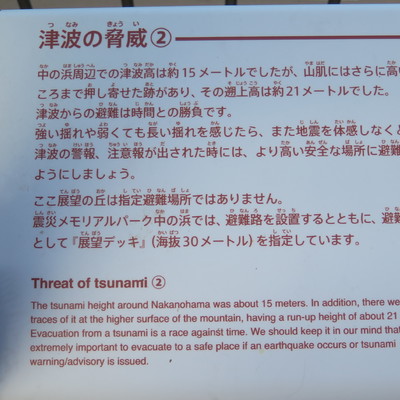 津波の脅威②
中の浜周辺での津波高は約15メートルでしたが、山肌にはさらに高い
ころまで押し寄せた跡があり、その遡上高は約21メートルでした。
津波からの避難は時間との勝負です。
強い揺れや弱くても長い揺れを感じたら、また地震を体感しなくと
津波の警報、注意報が出された時には、より高い安全な場所に避難
ようにしましょう。
ここ展望の丘は指定避難場所ではありません。
震災メモリアルパーク中の浜では、避難路を設置するとともに、避難
として『展望デッキ』(海抜30メートル)を指定しています。
Threat of tsunami ②
The tsunami height around Nakanohama was about 15 meters. In addition, there we
traces of it at the higher surface of the mountain, having a run-up height of about 21
Evacuation from a tsunami is a race against time. We should keep it in our mind that
extremely important to evacuate to a safe place if an earthquake occurs or tsunami
warning/advisory is issued.